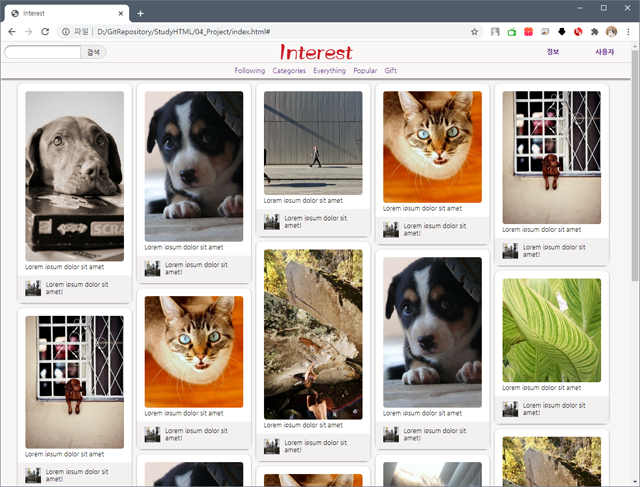 Interest
파일 | D:/GitRepository/StudyHTML/04_Project/index.html#
검색
Interest
정보
사용자
Following Categories Everything Popular Gift
SCRA
Lorem ipsum dolor sit amet
Lorem ipsum dolor sit
amet!
Lorem ipsum dolor sit amet
Lorem ipsum dolor sit
amet!
Lorem ipsum dolor sit amet
Lorem ipsum dolor sit
amet!
Lorem ipsum dolor sit amet
Lorem ipsum dolor sit
amet!
Lorem ipsum dolor sit amet
Lorem ipsum dolor sit
amet!
Lorem ipsum dolor sit amet
Lorem ipsum dolor sit
amet!
Lorem ipsum dolor sit amet
Lorem ipsum dolor sit
amet!
Lorem ipsum dolor sit amet
Lorem ipsum dolor sit
amet!
Lorem ipsum dolor sit amet
Lorem ipsum dolor sit
amet!
Lorem ipsum dolor sit amet
Lorem ipsum dolor sit
amet!